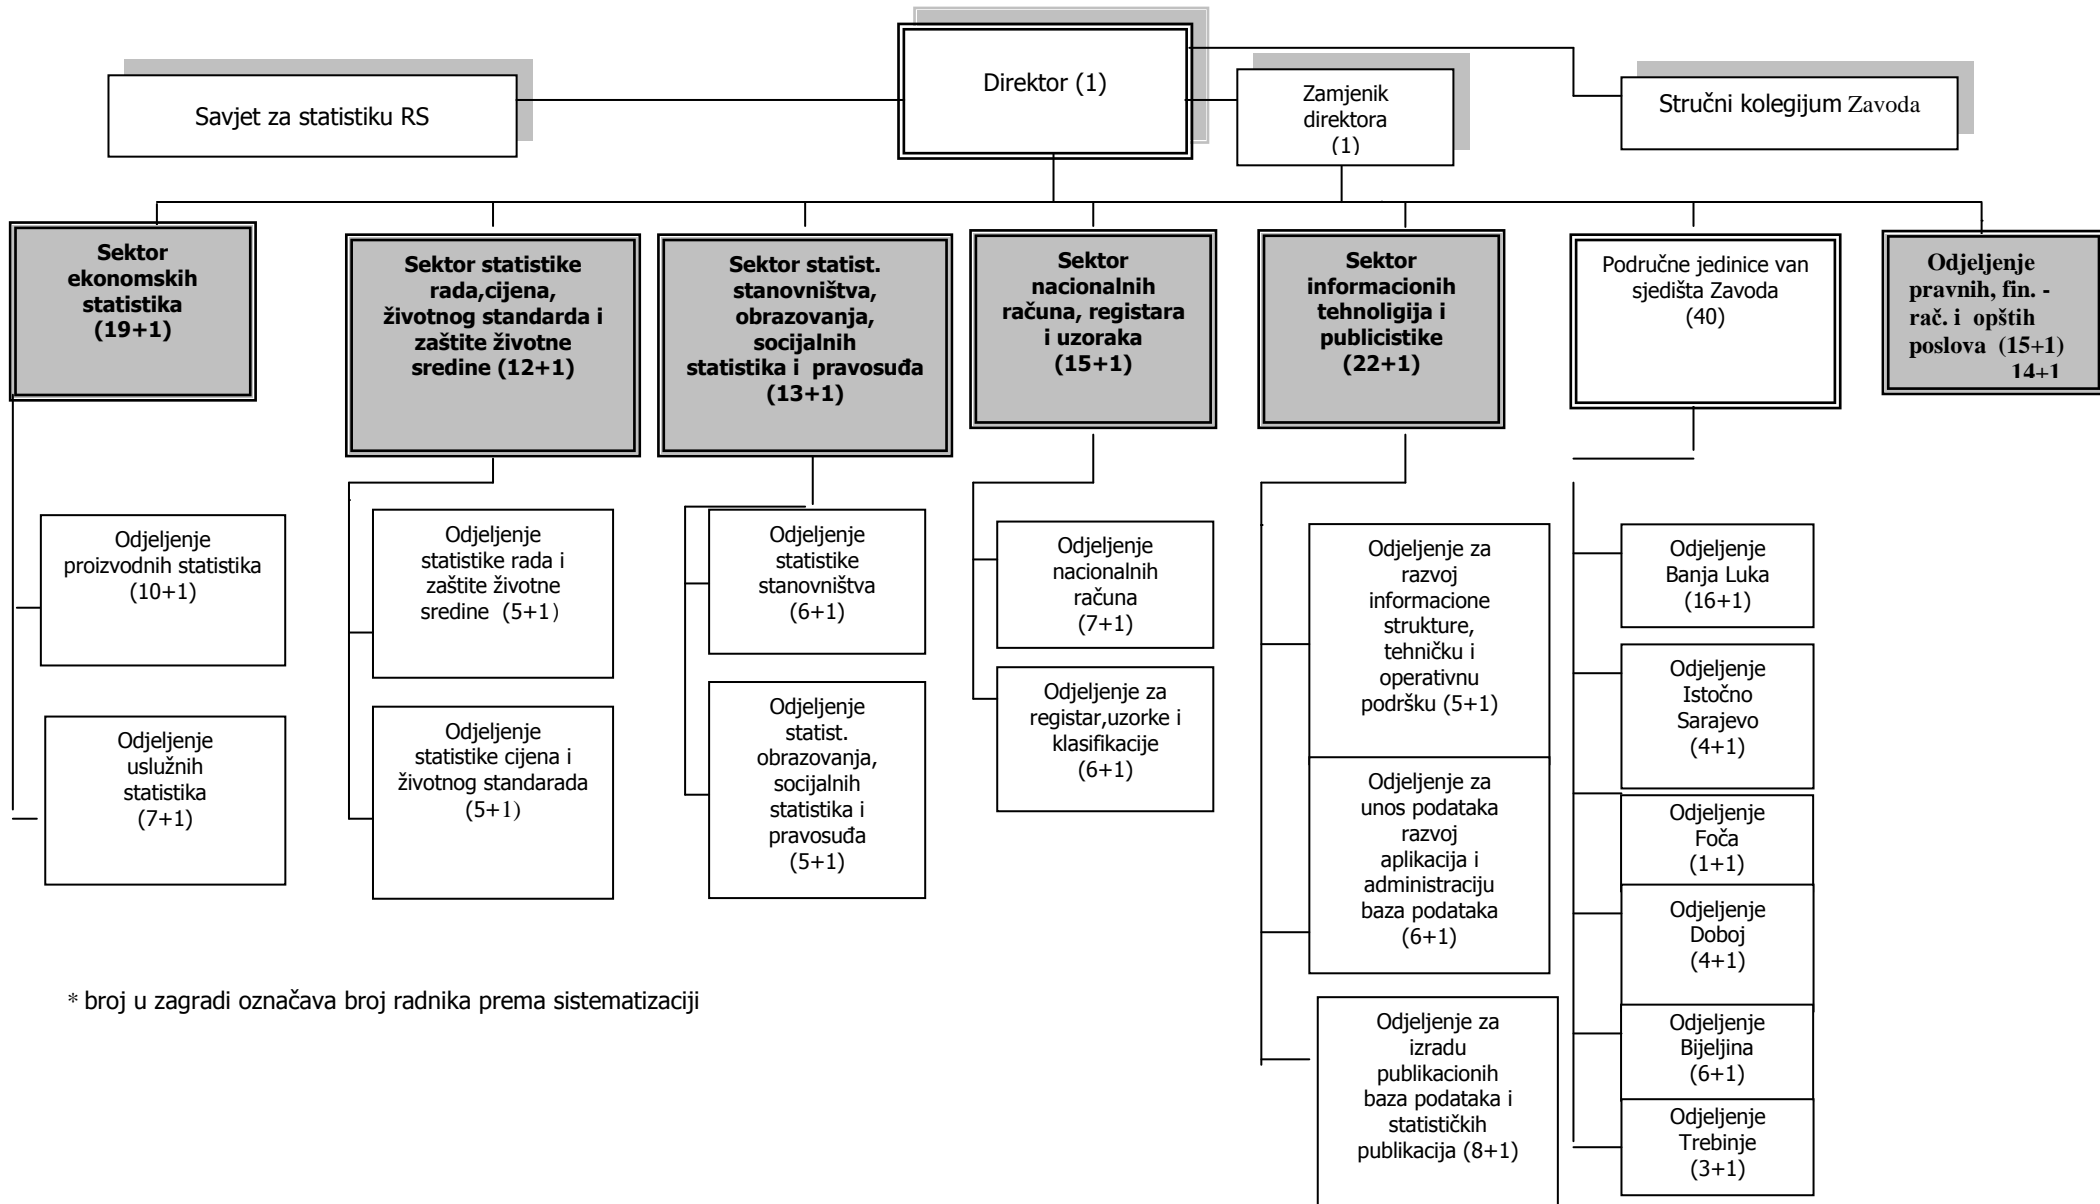 Direktor (1)
Savjet za statistiku RS
Zamjenik
direktora
(1)
Stručni kolegijum Zavoda
Sektor
ekonomskih
statistika
(19+1)
Sektor statistike
rada,cijena,
životnog standarda i
zaštite životne
sredine (12+1)
Sektor statist.
stanovništva,
obrazovanja,
socijalnih
statistika i pravosuđa
(13+1)
Sektor
nacionalnih
računa, registara
i uzoraka
(15+1)
Sektor
informacionih
tehnoligija i
publicistike
(22+1)
Područne jedinice van
sjedišta Zavoda
(40)
Odjeljenje
pravnih, fin. -
rač. i opštih
poslova (15+1)
14+1
Odjeljenje
proizvodnih statistika
(10+1)
Odjeljenje
uslužnih
statistika
(7+1)
Odjeljenje
statistike rada i
zaštite životne
sredine (5+1)
Odjeljenje
statistike cijena i
životnog standarada
(5+1)
Odjeljenje
statistike
stanovništva
(6+1)
Odjeljenje
statist.
obrazovanja,
socijalnih
statistika i
pravosuđa
(5+1)
Odjeljenje
nacionalnih
računa
(7+1)
Odjeljenje za
registar,uzorke i
klasifikacije
(6+1)
Odjeljenje za
razvoj
informacione
strukture,
tehničku i
operativnu
podršku (5+1)
Odjeljenje za
unos podataka
razvoj
aplikacija i
administraciju
baza podataka
(6+1)
Odjeljenje za
izradu
publikacionih
baza podataka i
statističkih
publikacija (8+1)
Odjeljenje
Banja Luka
(16+1)
Odjeljenje
Istočno
Sarajevo
(4+1)
Odjeljenje
Foča
(1+1)
Odjeljenje
Doboj
(4+1)
Odjeljenje
Bijeljina
(6+1)
Odjeljenje
Trebinje
(3+1)
* broj u zagradi označava broj radnika prema sistematizaciji